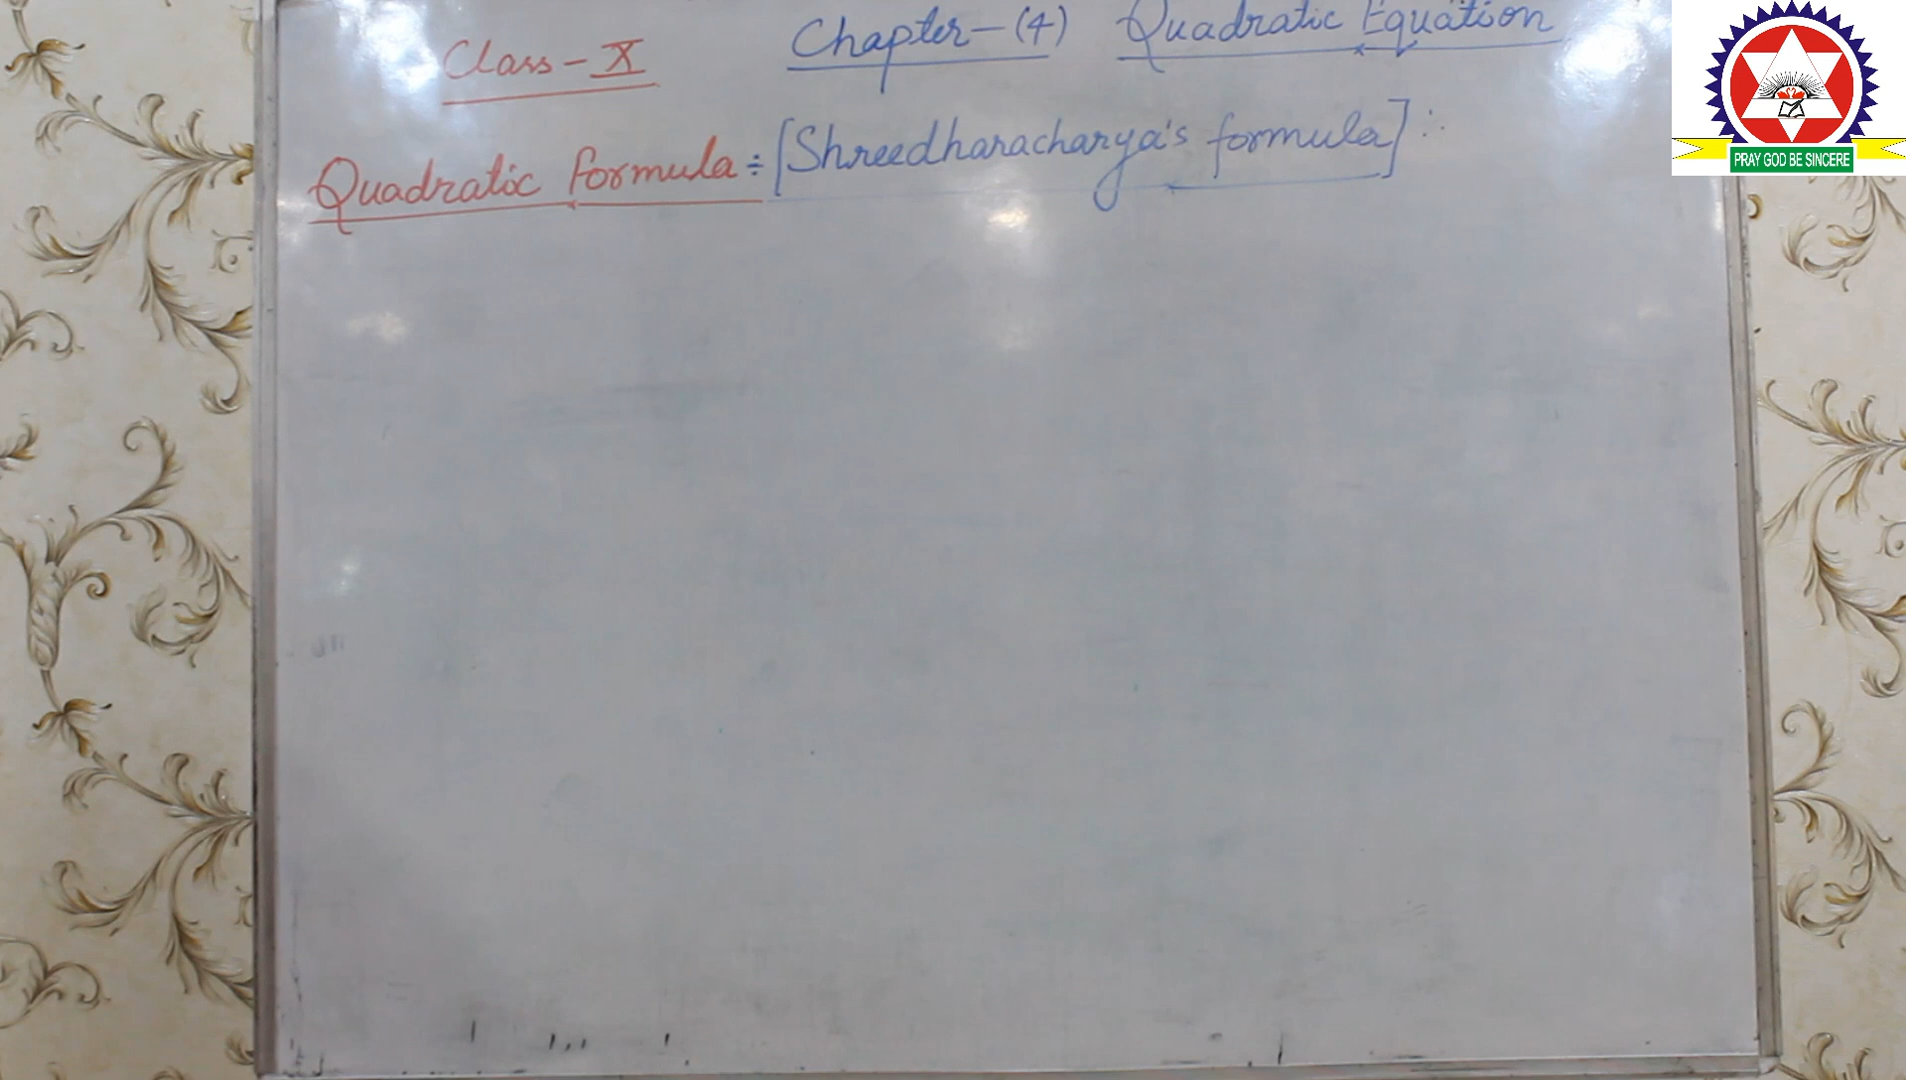 Class - X Chapter - (4) Quadratic Equation
Quadratic formula ÷ [Shreedharacharya's formula] :
PRAY GOD BE SINCERE